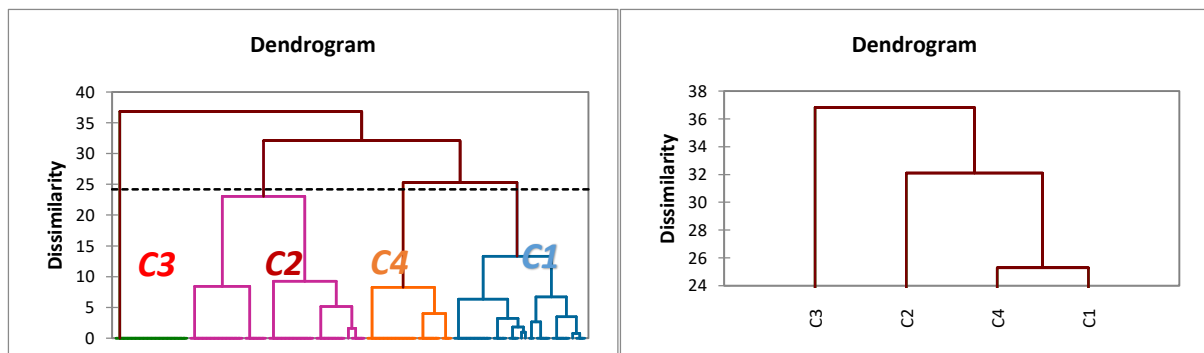 Dendrogram
40
35
30
25
20
15
10
5
0
Dissimilarity
C3
C2
C4
C1
Dendrogram
38
36
34
32
30
28
26
24
Dissimilarity
C3
C2
C4
C1